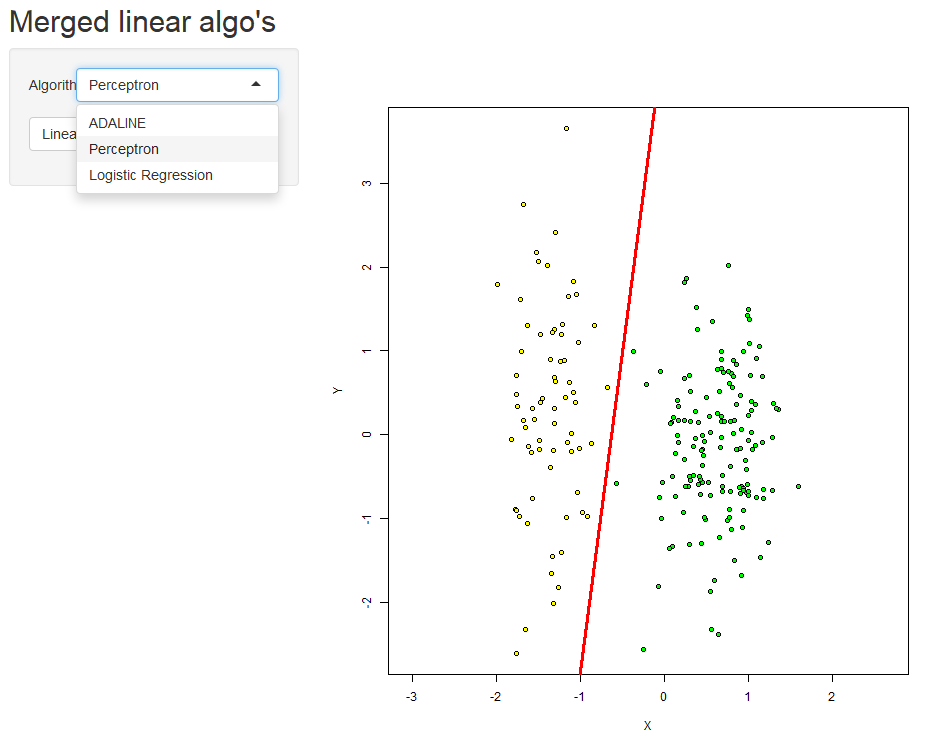 Merged linear algo's
Algorith
Perceptron
ADALINE
Perceptron
Logistic Regression
Linea
3
2
1
0
-1
-2
Y
-3
-2
-1
0
1
2
X